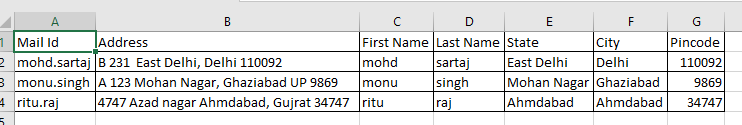 A B C D E F G
1 Mail Id Address First Name Last Name State City Pincode
2 mohd.sartaj B 231 East Delhi, Delhi 110092 mohd sartaj East Delhi Delhi 110092
3 monu.singh A 123 Mohan Nagar, Ghaziabad UP 9869 monu singh Mohan Nagar Ghaziabad 9869
4 ritu.raj 4747 Azad nagar Ahmdabad, Gujrat 34747 ritu raj Ahmdabad Ahmdabad 34747